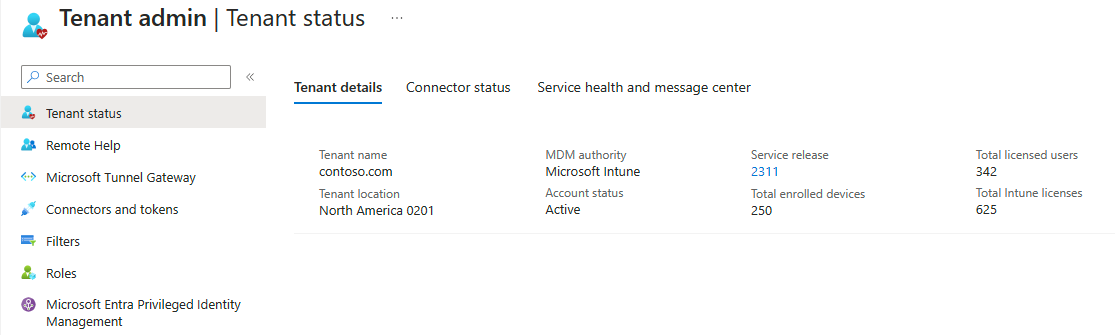 Tenant admin | Tenant status ...
Search «
Tenant status
Remote Help
Microsoft Tunnel Gateway
Connectors and tokens
Filters
Roles
Microsoft Entra Privileged Identity
Management
Tenant details Connector status Service health and message center
Tenant name MDM authority Service release Total licensed users
contoso.com Microsoft Intune 2311 342
Tenant location Account status Total enrolled devices Total Intune licenses
North America 0201 Active 250 625